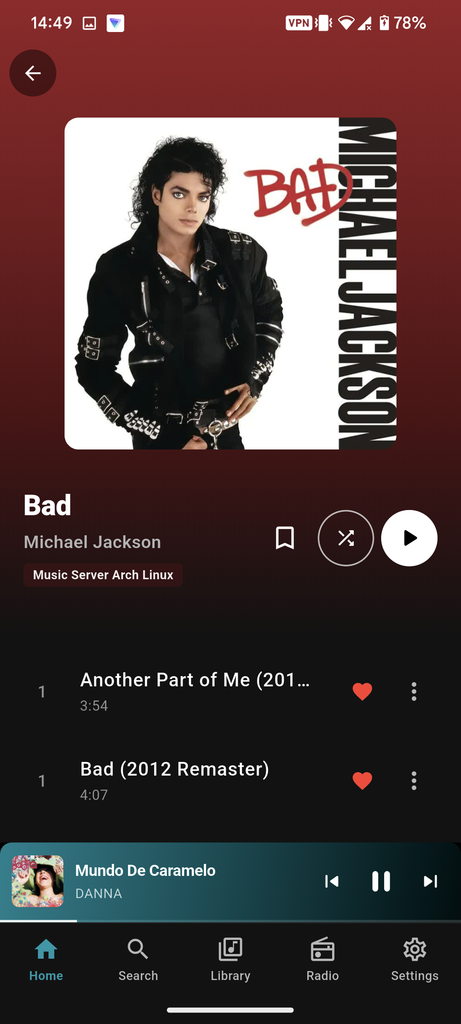 14:49
VPN
78%
BAD
MICHAEL JACKSON
Bad
Michael Jackson
Music Server Arch Linux
1
Another Part of Me (201…
3:54
1
Bad (2012 Remaster)
4:07
Mundo De Caramelo
DANNA
Home
Search
Library
Radio
Settings